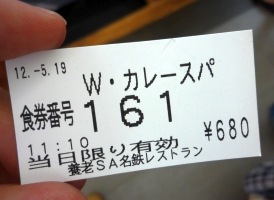 12.-5.19
W・カレースパ
食券番号 161
11:10 ¥680
当日限り有効
養老SA名鉄レストラン